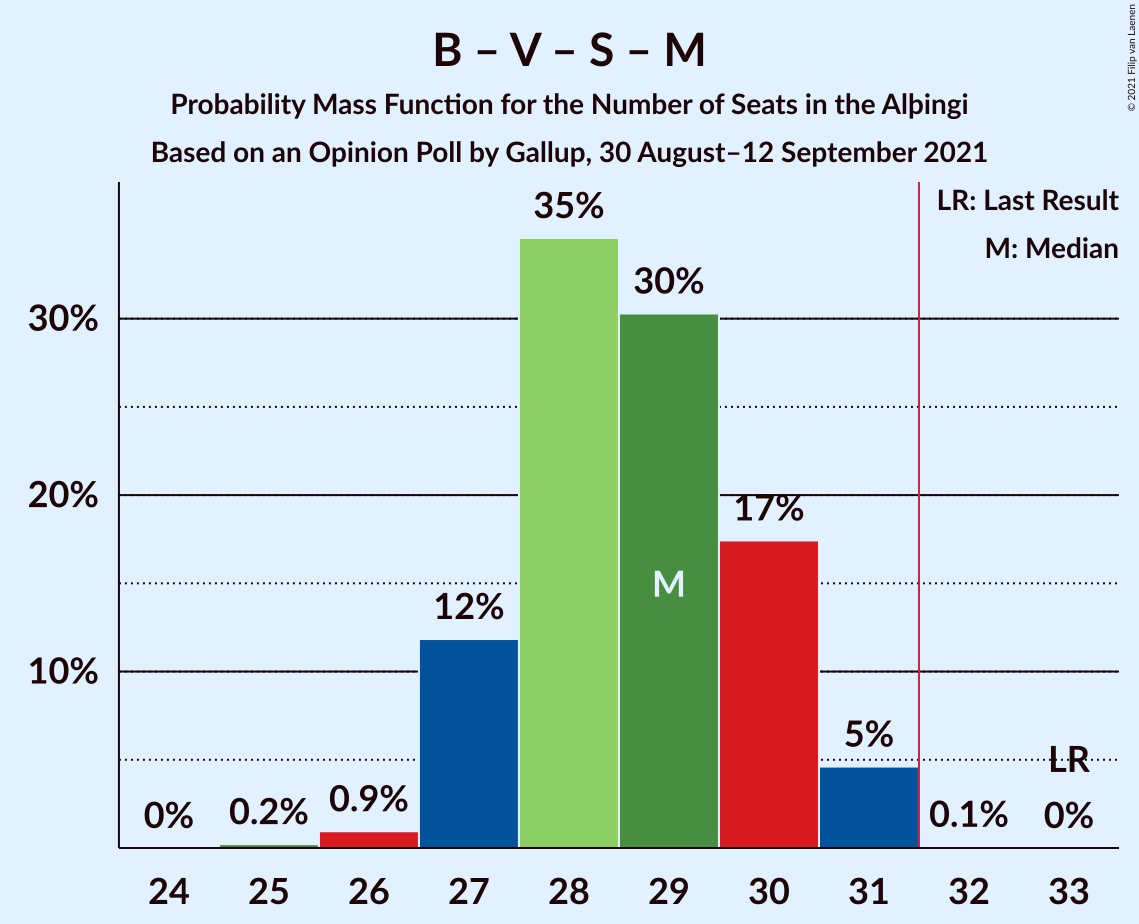 B – V – S – M
Probability Mass Function for the Number of Seats in the Alþingi
Based on an Opinion Poll by Gallup, 30 August–12 September 2021
© 2021 Filip van Laenen
LR: Last Result
M: Median
35%
30%
30%
20%
17%
M
12%
10%
5%
LR
0%
0.2%
0.9%
0.1%
0%
24 25 26 27 28 29 30 31 32 33